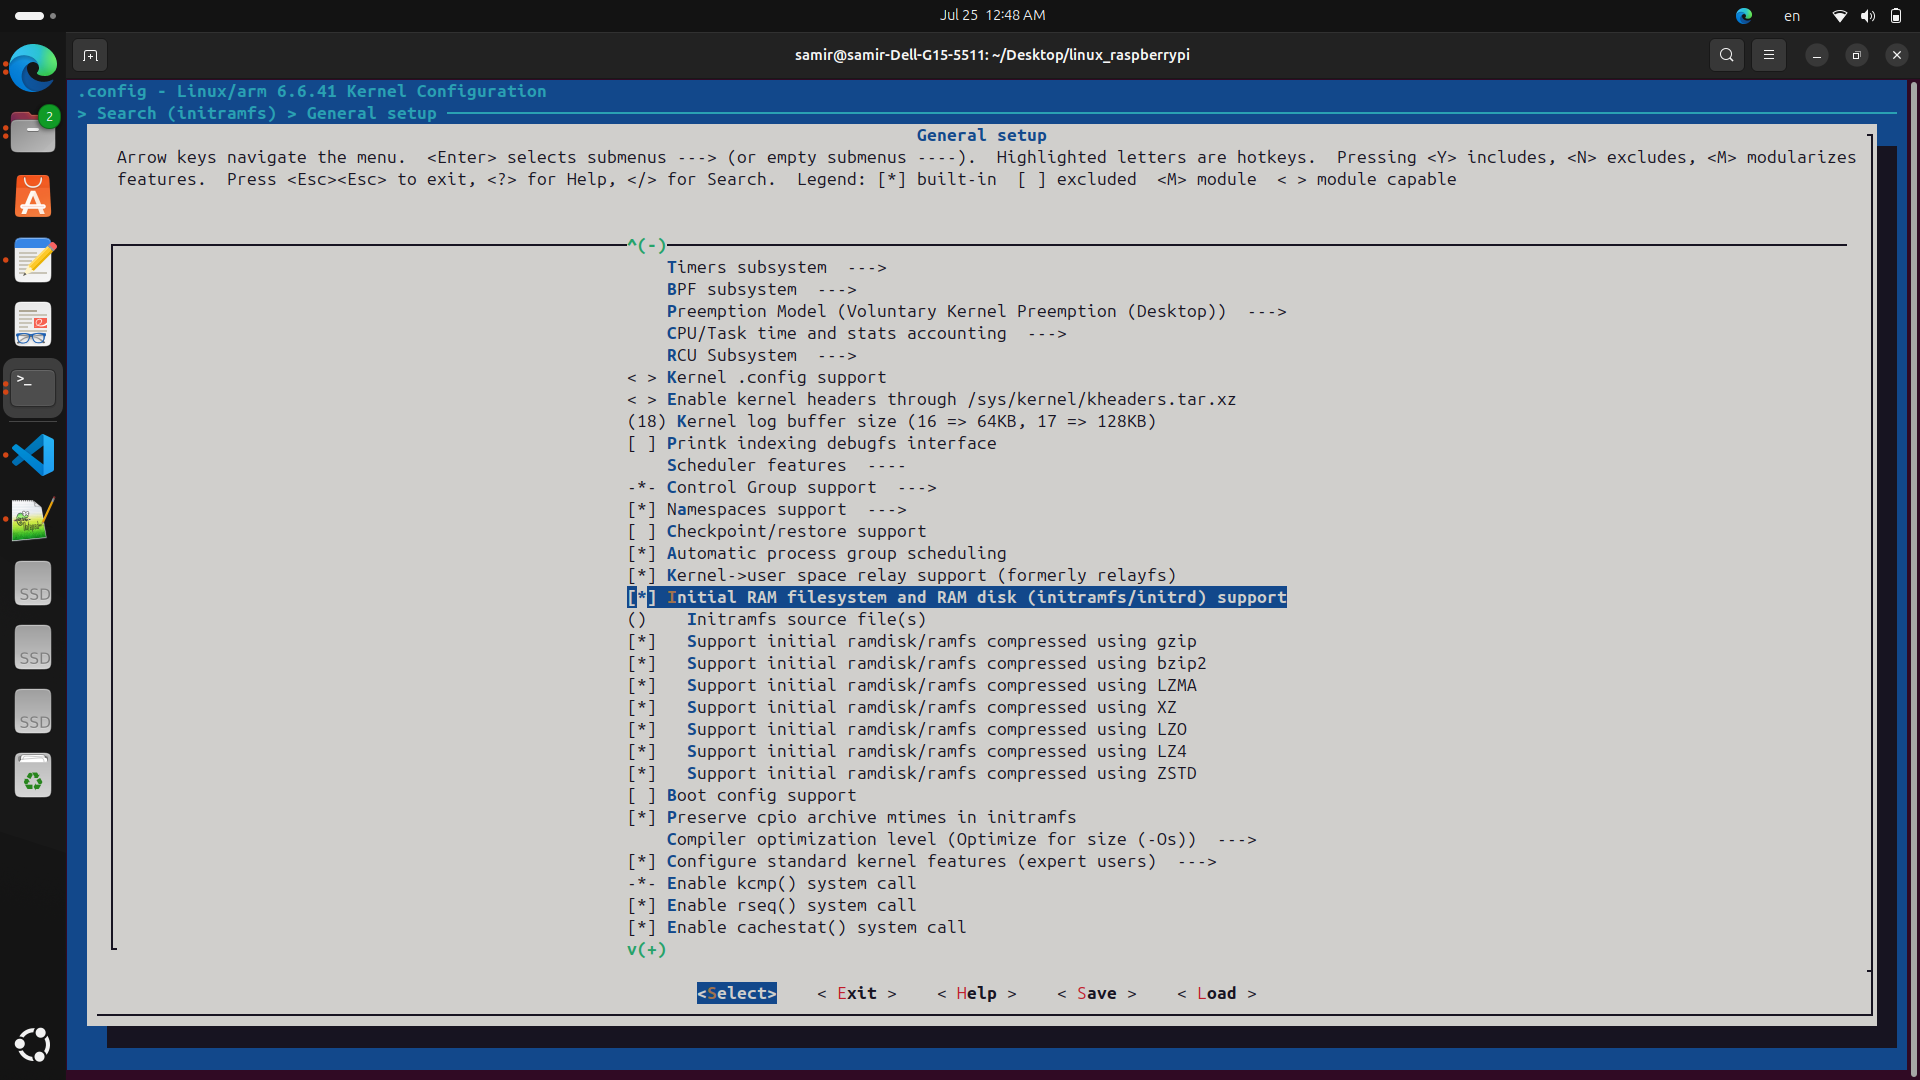 Jul 25 12:48 AM
en
2
samir@samir-Dell-G15-5511: ~/Desktop/linux_raspberrypi
.config - Linux/arm 6.6.41 Kernel Configuration
> Search (initramfs) > General setup
General setup
Arrow keys navigate the menu. <Enter> selects submenus ---> (or empty submenus ----). Highlighted letters are hotkeys. Pressing <Y> includes, <N> excludes, <M> modularizes
features. Press <Esc><Esc> to exit, <?> for Help, </> for Search. Legend: [*] built-in [ ] excluded <M> module < > module capable
^(-)
Timers subsystem --->
BPF subsystem --->
Preemption Model (Voluntary Kernel Preemption (Desktop)) --->
CPU/Task time and stats accounting --->
RCU Subsystem --->
< > Kernel .config support
< > Enable kernel headers through /sys/kernel/kheaders.tar.xz
(18) Kernel log buffer size (16 => 64KB, 17 => 128KB)
[ ] Printk indexing debugfs interface
Scheduler features ----
-*- Control Group support --->
[*] Namespaces support --->
[ ] Checkpoint/restore support
[*] Automatic process group scheduling
[*] Kernel->user space relay support (formerly relayfs)
[*] Initial RAM filesystem and RAM disk (initramfs/initrd) support
() Initramfs source file(s)
[*] Support initial ramdisk/ramfs compressed using gzip
[*] Support initial ramdisk/ramfs compressed using bzip2
[*] Support initial ramdisk/ramfs compressed using LZMA
[*] Support initial ramdisk/ramfs compressed using XZ
[*] Support initial ramdisk/ramfs compressed using LZO
[*] Support initial ramdisk/ramfs compressed using LZ4
[*] Support initial ramdisk/ramfs compressed using ZSTD
[ ] Boot config support
[*] Preserve cpio archive mtimes in initramfs
Compiler optimization level (Optimize for size (-Os)) --->
[*] Configure standard kernel features (expert users) --->
-*- Enable kcmp() system call
[*] Enable rseq() system call
[*] Enable cachestat() system call
v(+)
<Select> < Exit > < Help > < Save > < Load >
>_
SSD
SSD
SSD